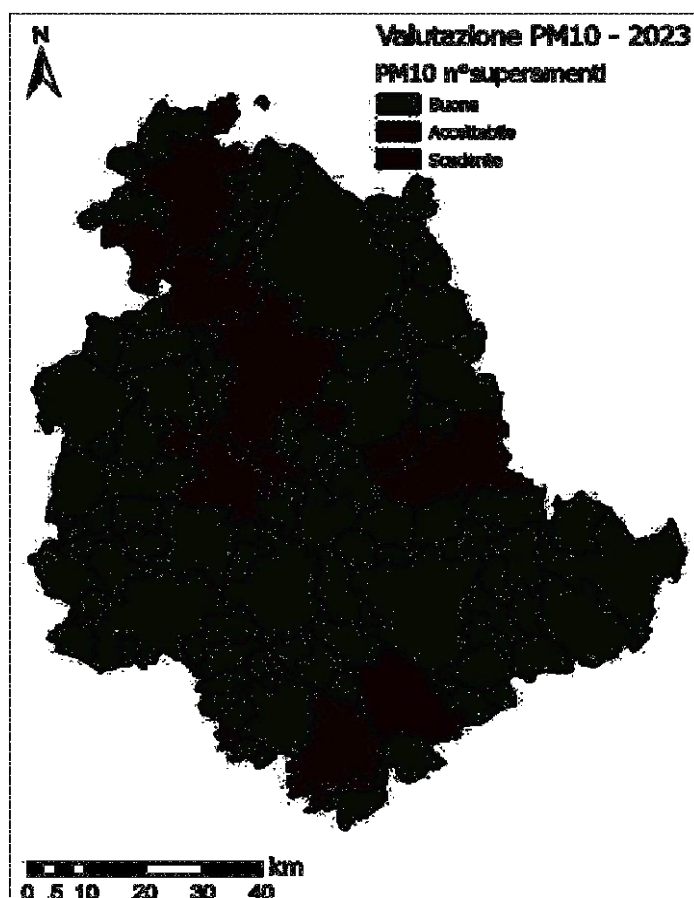 N
Valutazione PM10 - 2023
PM10 n°superamenti
Buona
Accettabile
Scadente
km
0 5 10 20 30 40